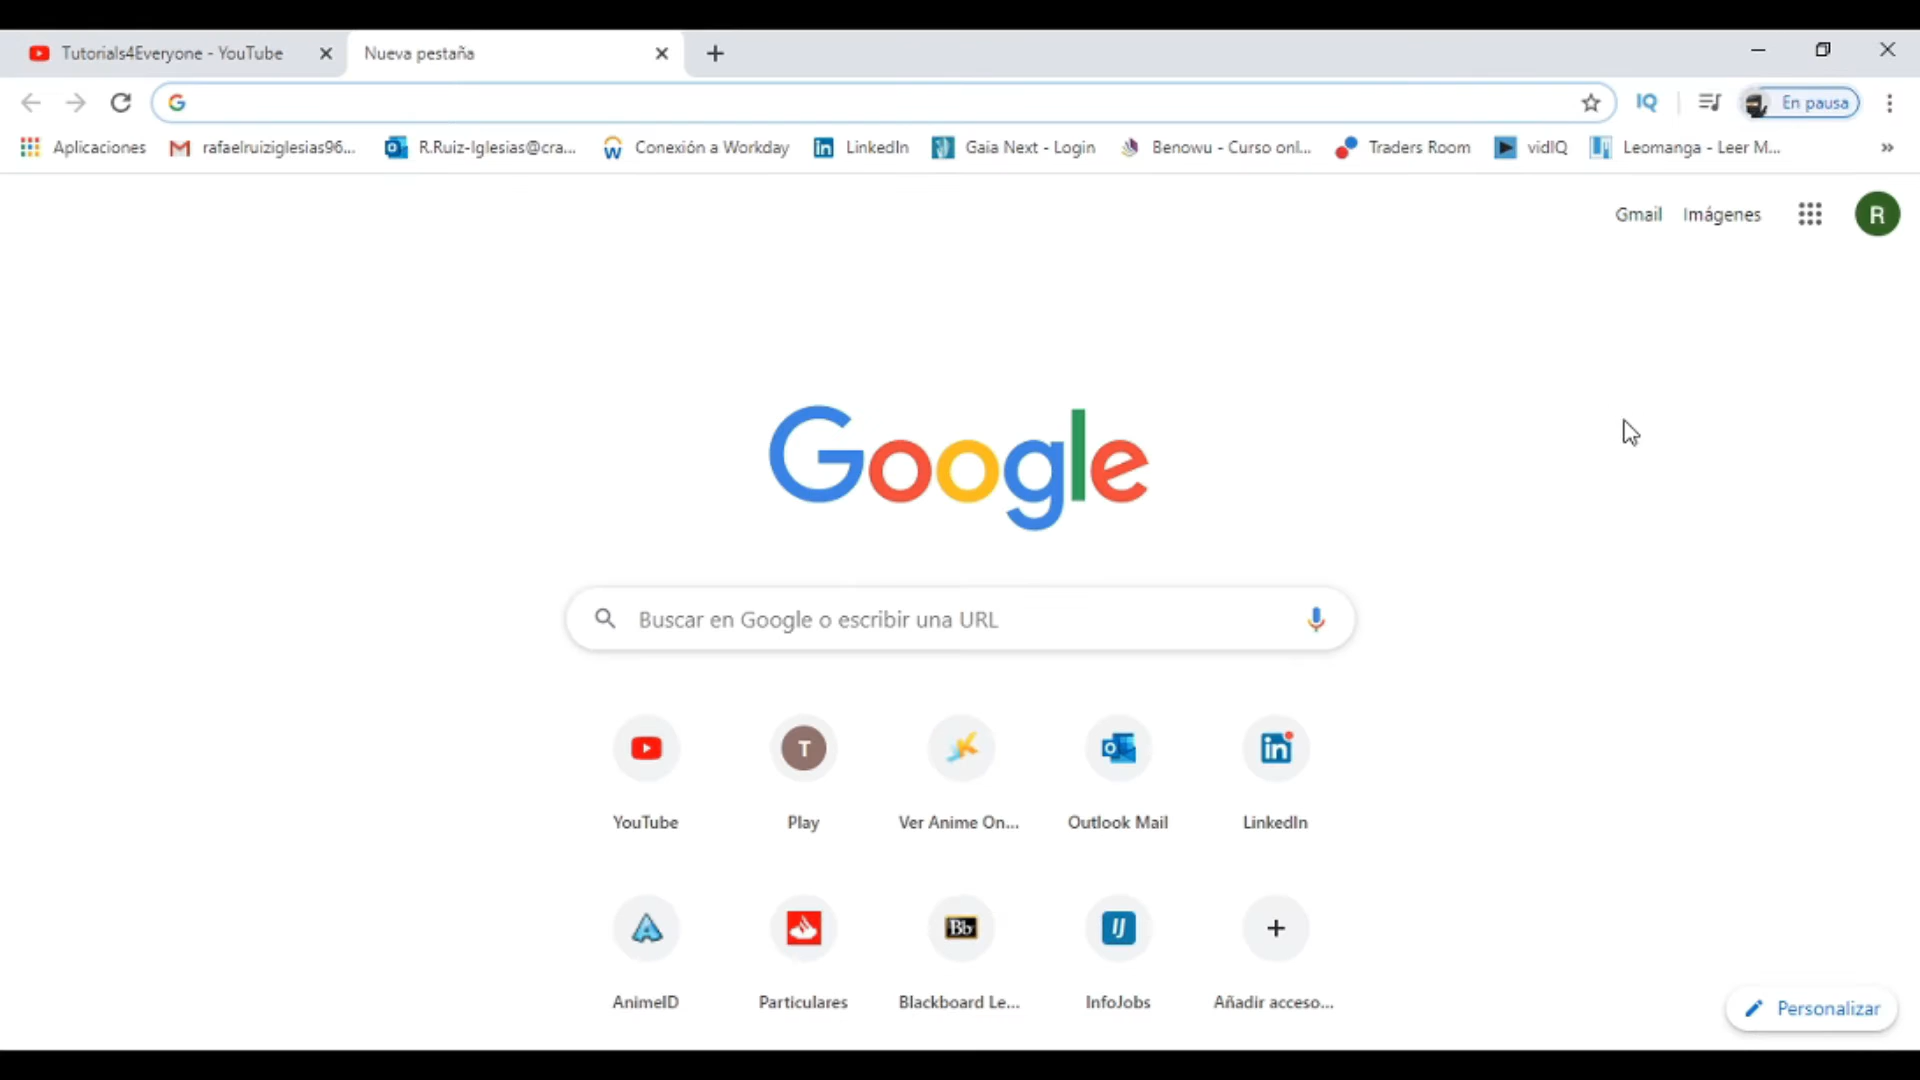 Tutorials4Everyone - YouTube
Nueva pestaña
IQ
En pausa
Aplicaciones
rafaelruiziglesias96...
R.Ruiz-Iglesias@cra...
Conexión a Workday
LinkedIn
Gaia Next - Login
Benowu - Curso onl...
Traders Room
vidIQ
Leomanga - Leer M...
Gmail
Imágenes
R
Google
Buscar en Google o escribir una URL
T
YouTube
Play
Ver Anime On...
Outlook Mail
LinkedIn
Bb
IJ
AnimeID
Particulares
Blackboard Le...
InfoJobs
Añadir acceso...
Personalizar